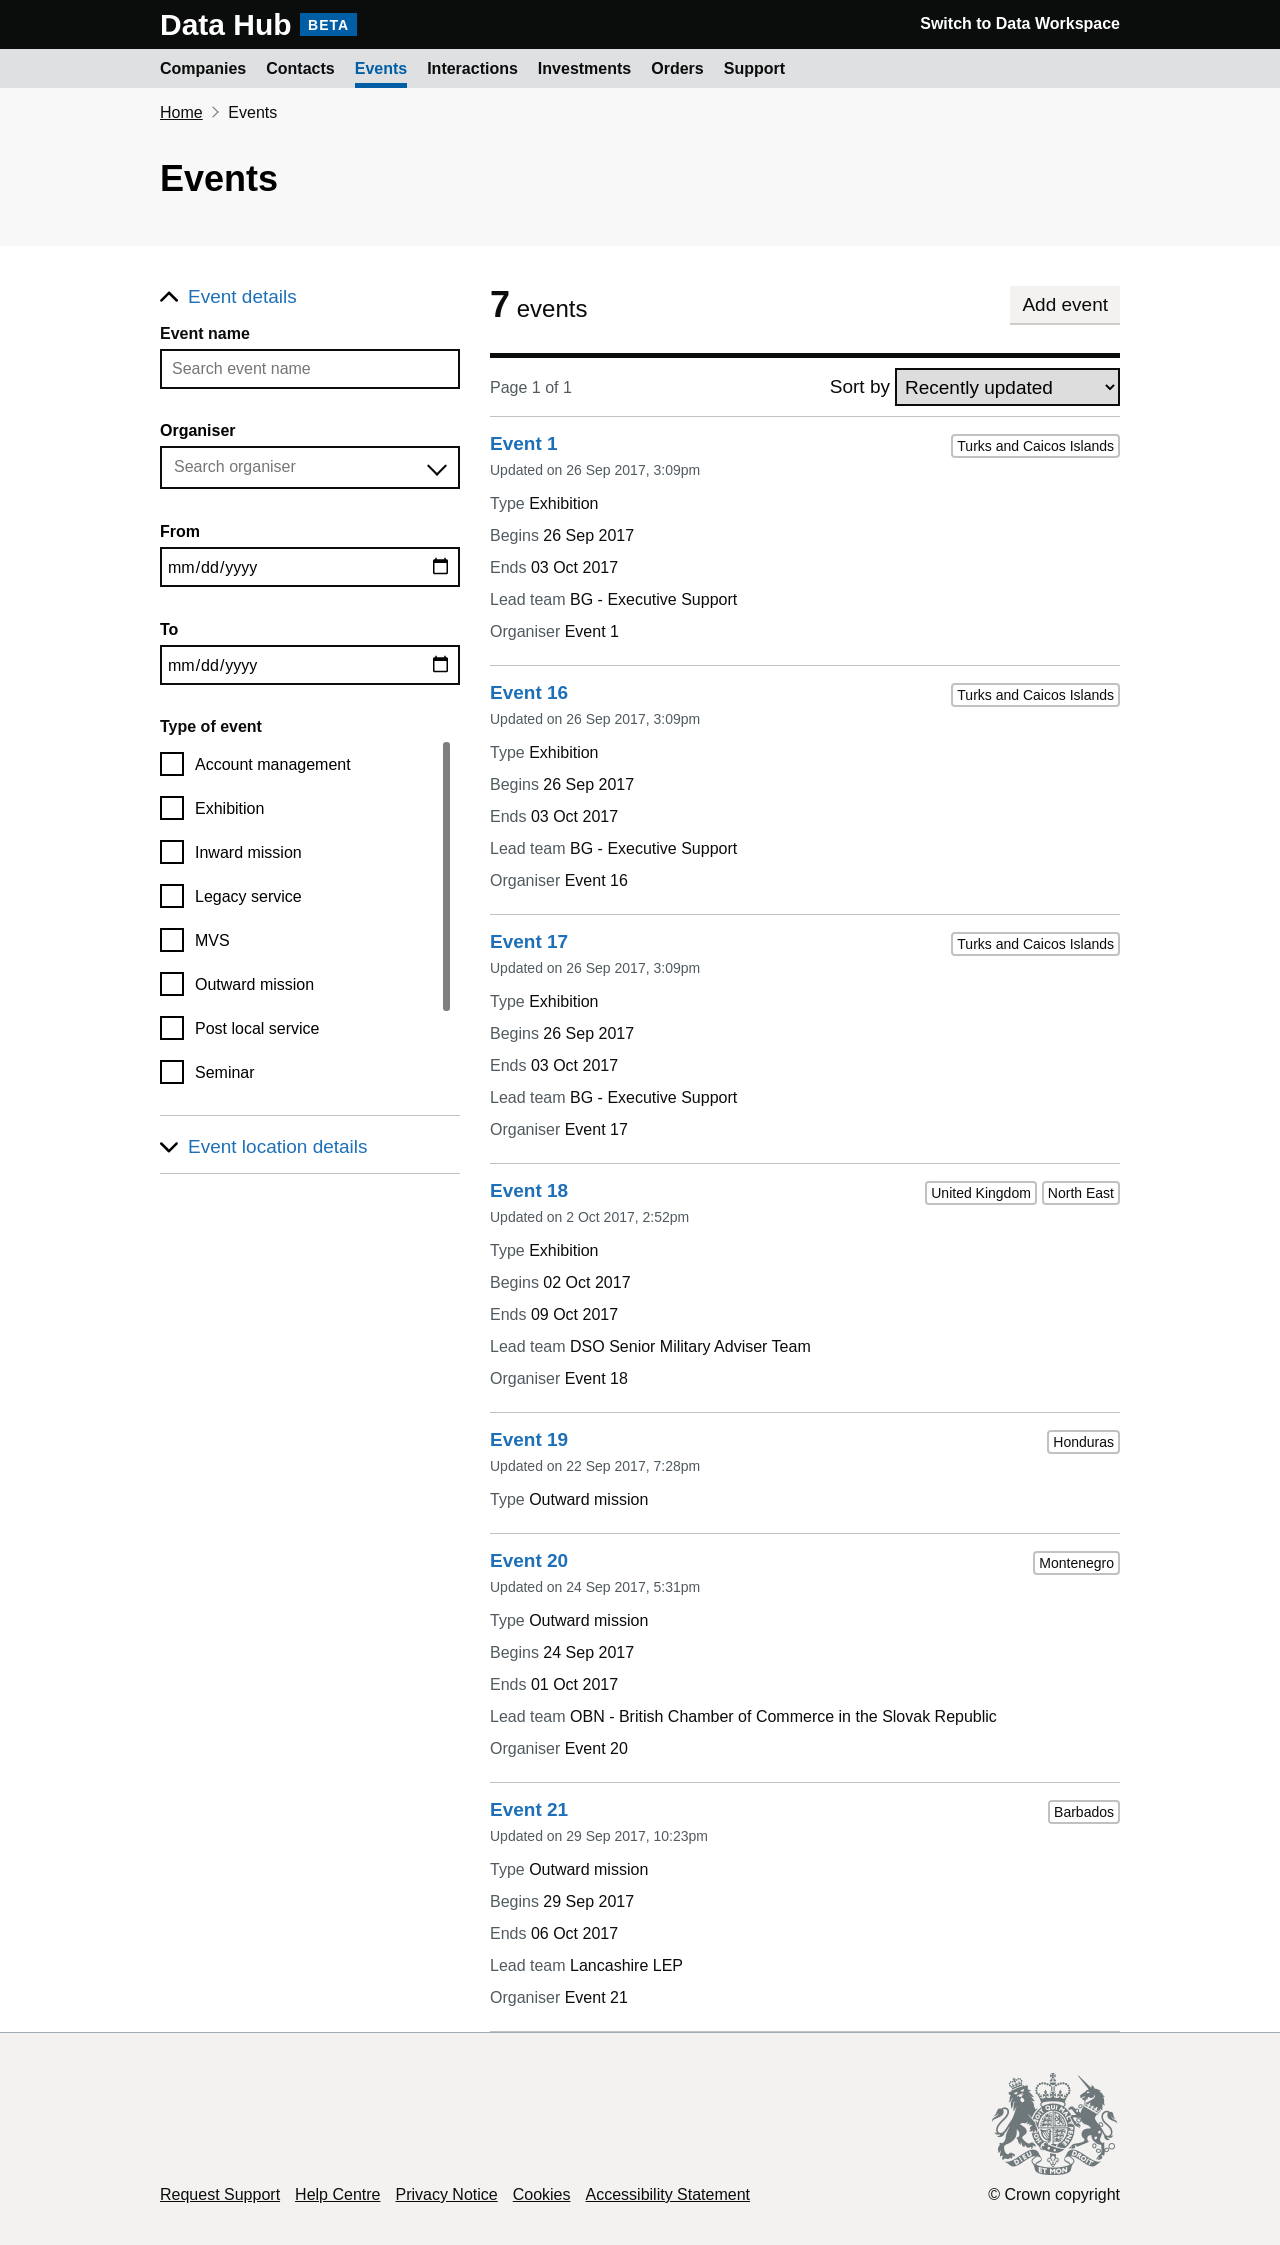 Data Hub BETA
Switch to Data Workspace
Companies Contacts Events Interactions Investments Orders Support
Home Events
Events
Event details
Event name
Search event name
Organiser
Search organiser
From
mm/dd/yyyy
To
mm/dd/yyyy
Type of event
Account management
Exhibition
Inward mission
Legacy service
MVS
Outward mission
Post local service
Seminar
Event location details
7 events
Add event
Page 1 of 1
Sort by Recently updated
Event 1
Turks and Caicos Islands
Updated on 26 Sep 2017, 3:09pm
Type Exhibition
Begins 26 Sep 2017
Ends 03 Oct 2017
Lead team BG - Executive Support
Organiser Event 1
Event 16
Turks and Caicos Islands
Updated on 26 Sep 2017, 3:09pm
Type Exhibition
Begins 26 Sep 2017
Ends 03 Oct 2017
Lead team BG - Executive Support
Organiser Event 16
Event 17
Turks and Caicos Islands
Updated on 26 Sep 2017, 3:09pm
Type Exhibition
Begins 26 Sep 2017
Ends 03 Oct 2017
Lead team BG - Executive Support
Organiser Event 17
Event 18
United Kingdom North East
Updated on 2 Oct 2017, 2:52pm
Type Exhibition
Begins 02 Oct 2017
Ends 09 Oct 2017
Lead team DSO Senior Military Adviser Team
Organiser Event 18
Event 19
Honduras
Updated on 22 Sep 2017, 7:28pm
Type Outward mission
Event 20
Montenegro
Updated on 24 Sep 2017, 5:31pm
Type Outward mission
Begins 24 Sep 2017
Ends 01 Oct 2017
Lead team OBN - British Chamber of Commerce in the Slovak Republic
Organiser Event 20
Event 21
Barbados
Updated on 29 Sep 2017, 10:23pm
Type Outward mission
Begins 29 Sep 2017
Ends 06 Oct 2017
Lead team Lancashire LEP
Organiser Event 21
DIEU ET MON DROIT
Request Support Help Centre Privacy Notice Cookies Accessibility Statement
© Crown copyright